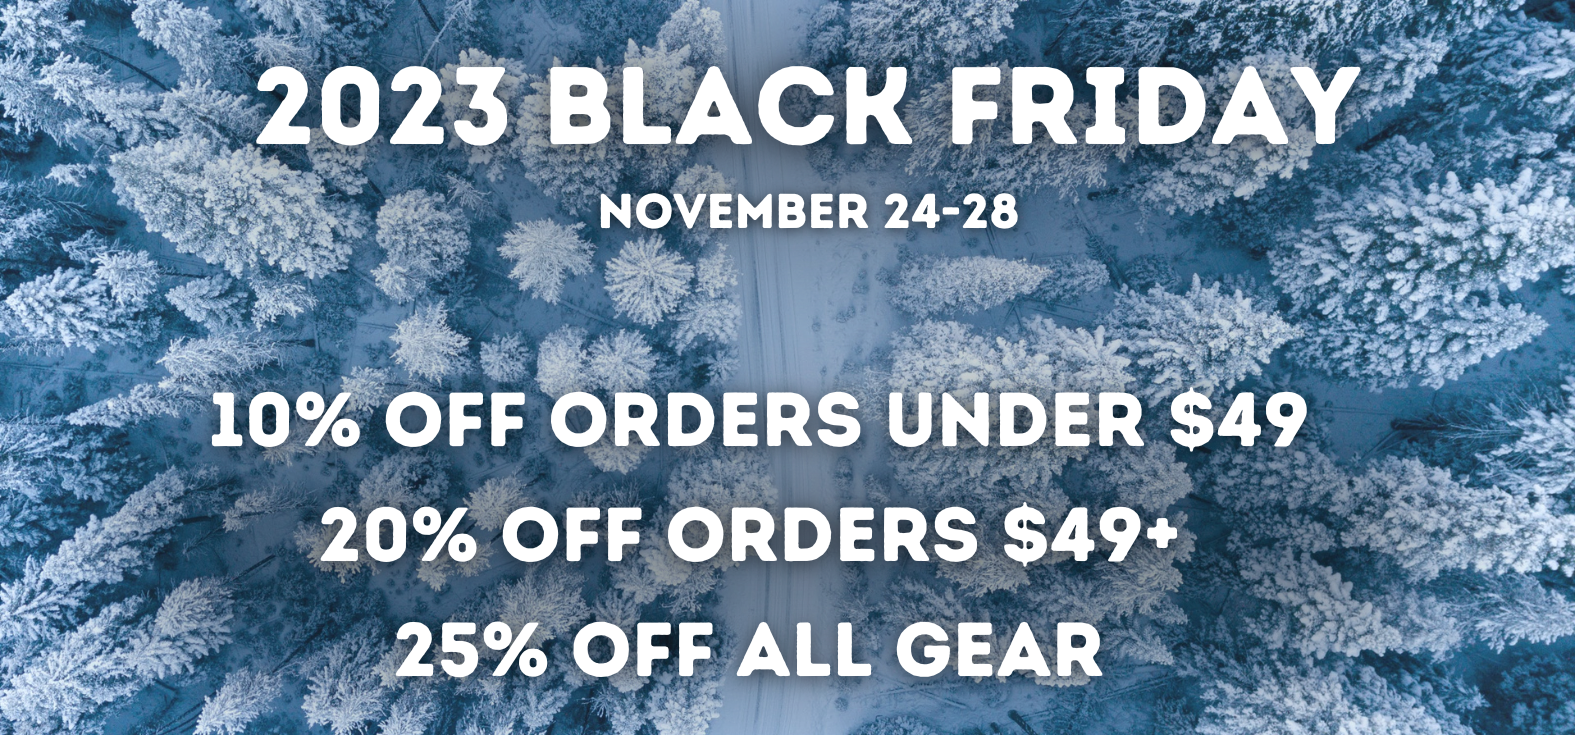 2023 BLACK FRIDAY
NOVEMBER 24-28
10% OFF ORDERS UNDER $49
20% OFF ORDERS $49+
25% OFF ALL GEAR